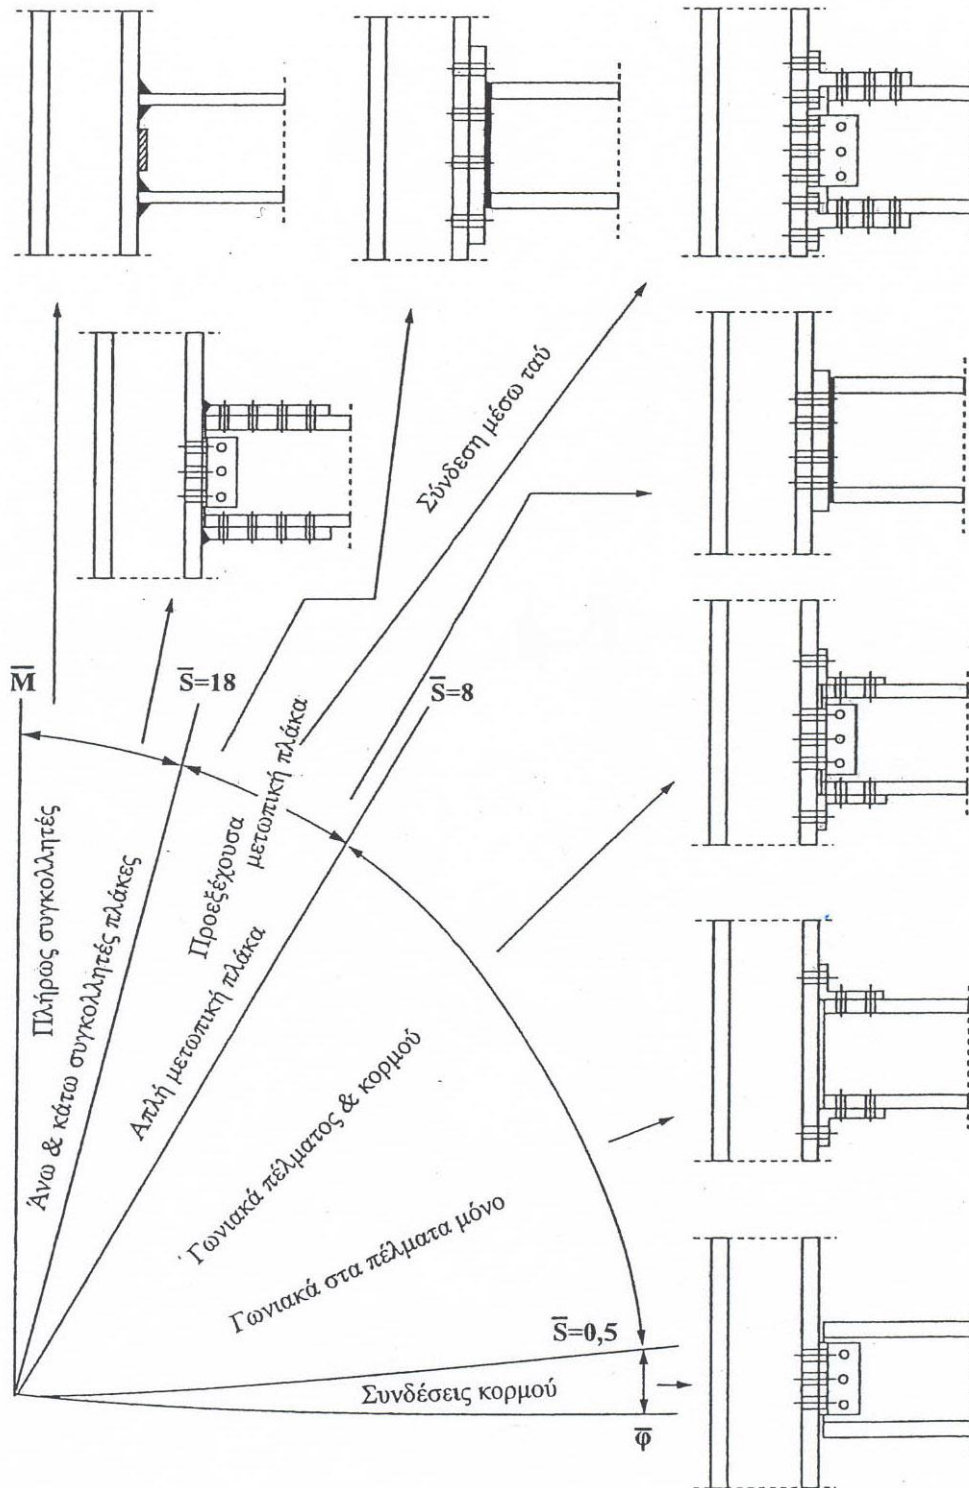 Σύνδεση μέσω ταύ
M̅
S̅=18
S̅=8
Πλήρως συγκολλητές
Άνω & κάτω συγκολλητές πλάκες
Προεξέχουσα
μετωπική πλάκα
Απλή μετωπική πλάκα
Γωνιακά πέλματος & κορμού
Γωνιακά στα πέλματα μόνο
S̅=0,5
Συνδέσεις κορμού
φ̅